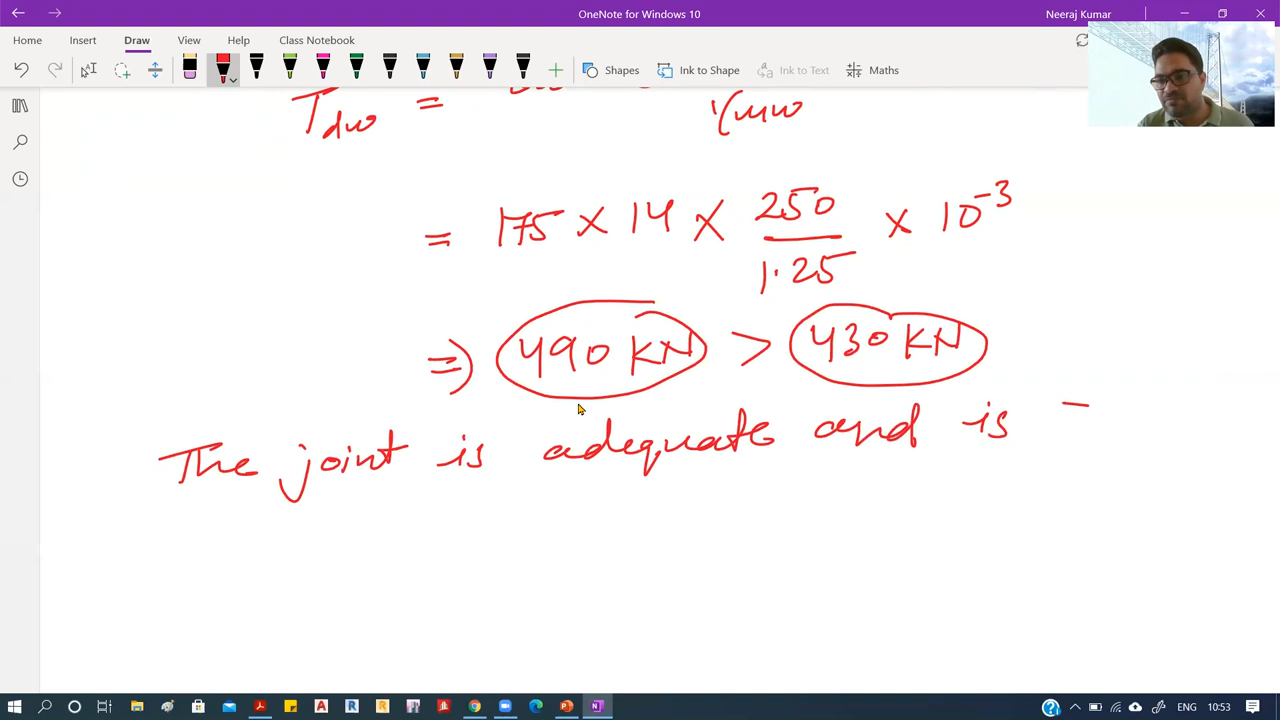 OneNote for Windows 10
Neeraj Kumar
Home Insert Draw View Help Class Notebook
Shapes Ink to Shape Ink to Text Maths
Tdw =
γmw
= 175 × 14 × 250/1.25 × 10⁻³
⇒ 490 KN > 430 KN
The joint is adequate and is
ENG 10:53